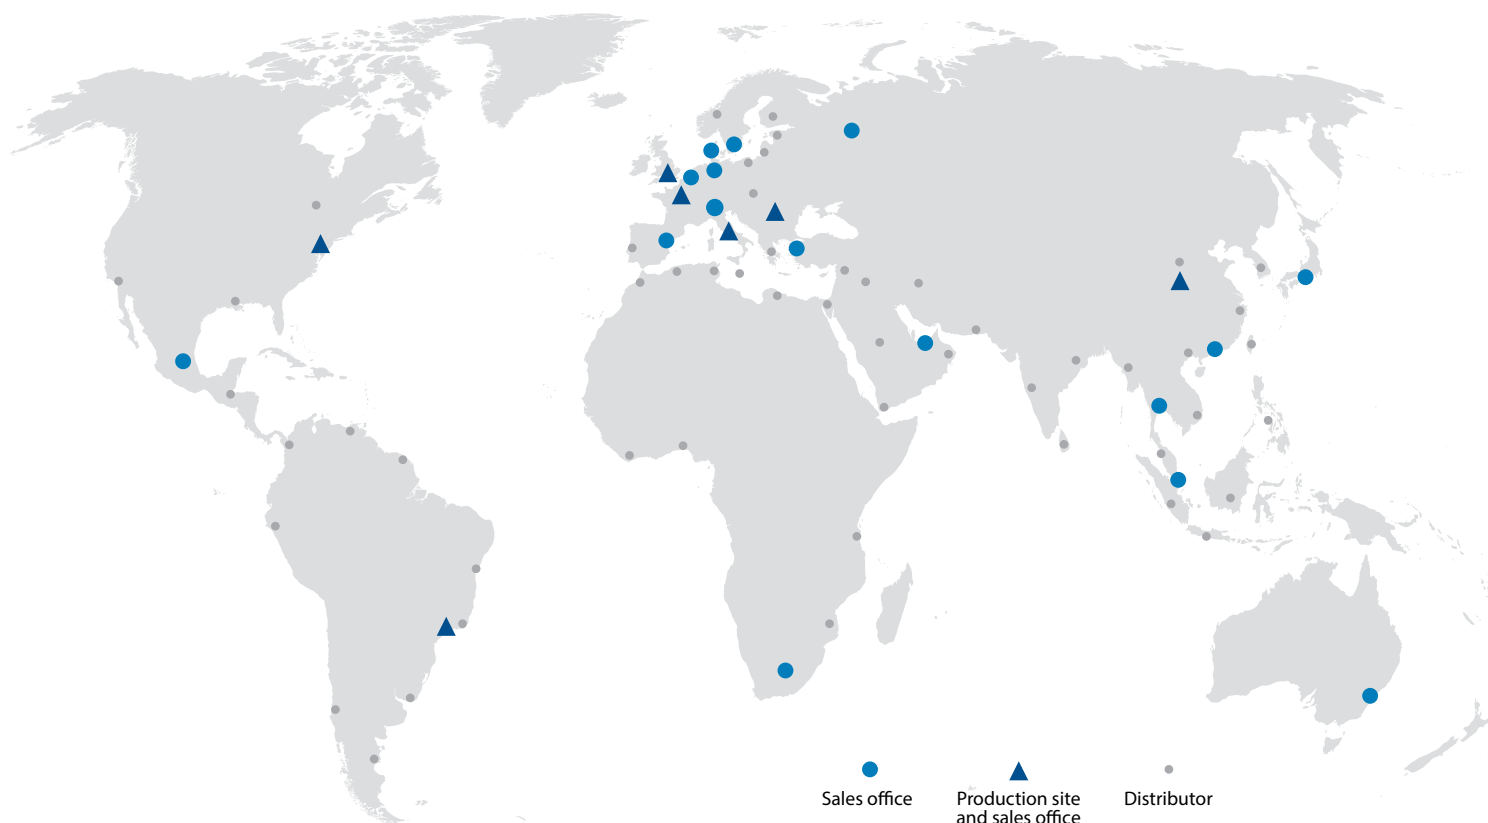 Sales office
Production site
and sales office
Distributor